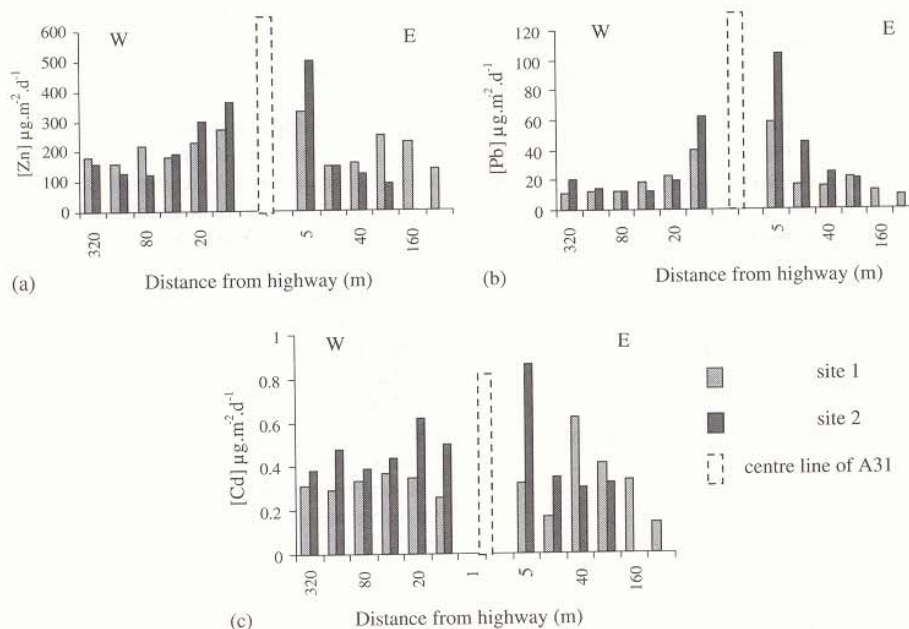 W
E
[Zn] µg.m⁻².d⁻¹
600
500
400
300
200
100
0
320
80
20
5
40
160
(a)
Distance from highway (m)
W
E
[Pb] µg.m⁻².d⁻¹
120
100
80
60
40
20
0
320
80
20
5
40
160
(b)
Distance from highway (m)
W
E
[Cd] µg.m⁻².d⁻¹
1
0.8
0.6
0.4
0.2
0
320
80
20
1
5
40
160
(c)
Distance from highway (m)
site 1
site 2
centre line of A31